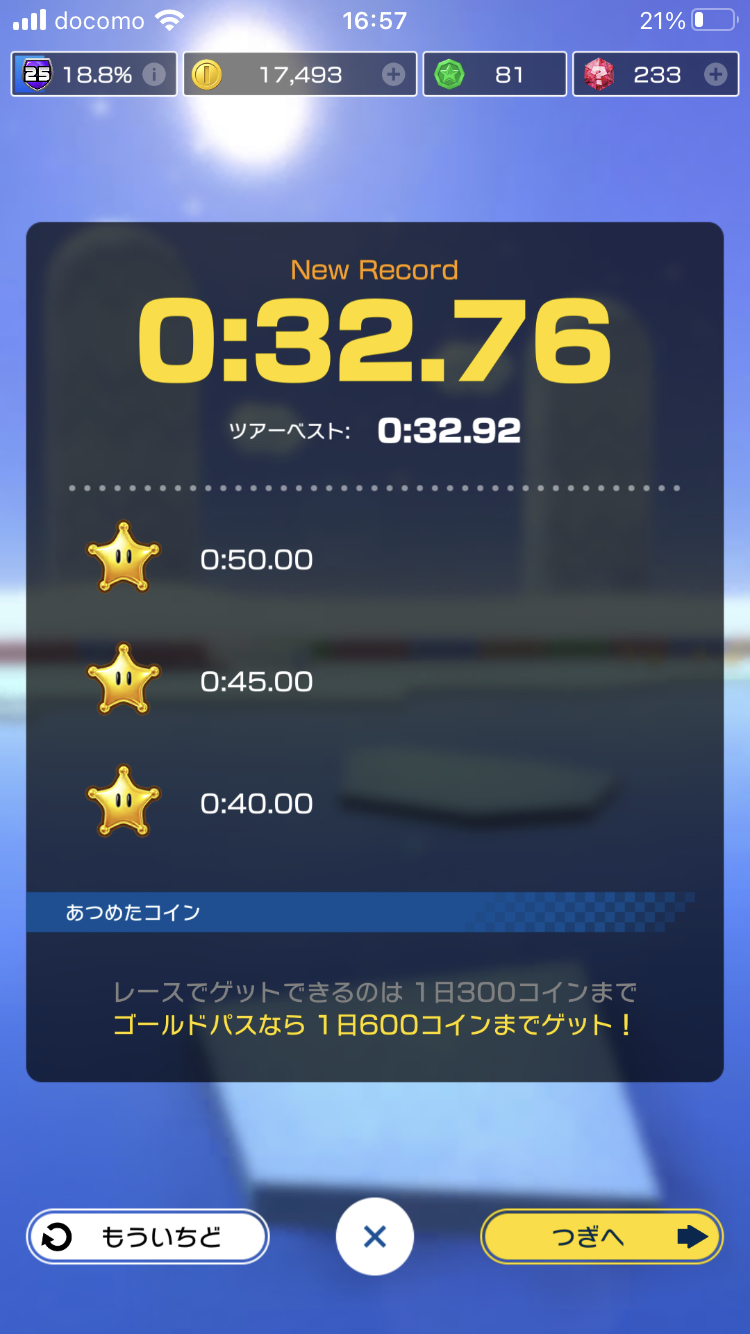 docomo 16:57 21%
25 18.8% i 17,493 81 ? 233
New Record
0:32.76
ツアーベスト: 0:32.92
0:50.00
0:45.00
0:40.00
あつめたコイン
レースでゲットできるのは 1日300コインまで
ゴールドパスなら 1日600コインまでゲット！
もういちど つぎへ